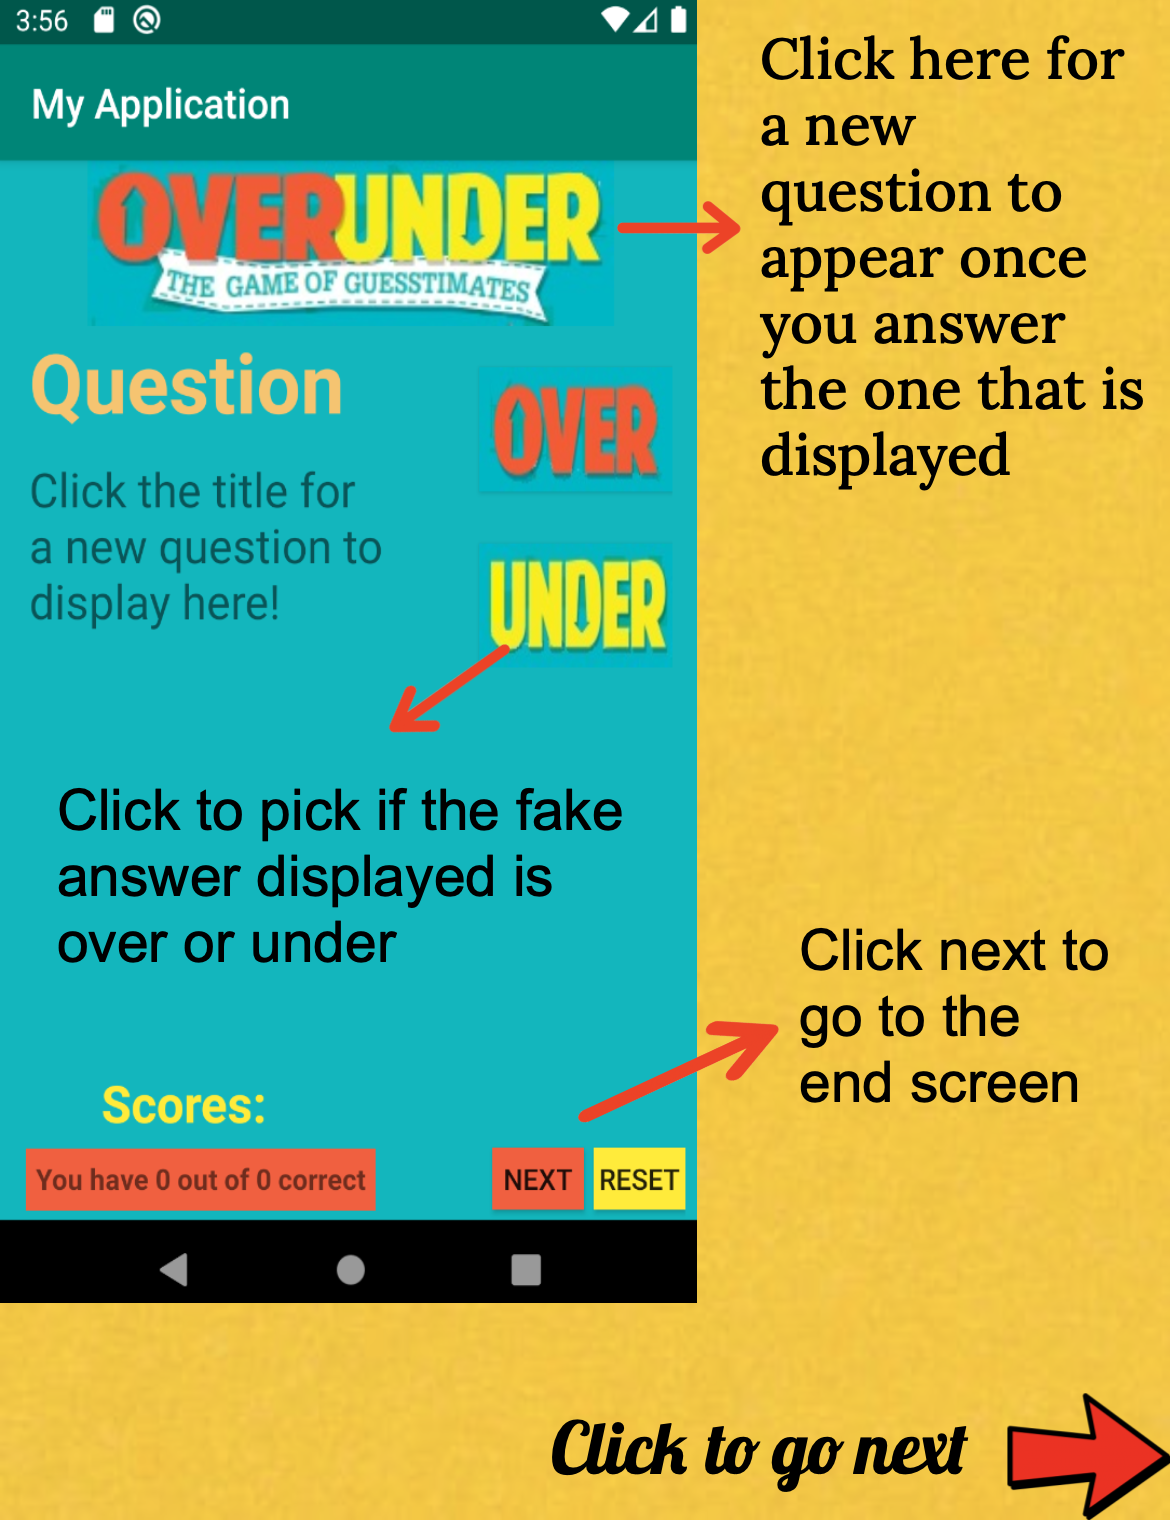 3:56
My Application
OVERUNDER
THE GAME OF GUESSTIMATES
Click here for
a new
question to
appear once
you answer
the one that is
displayed
Question
OVER
Click the title for
a new question to
display here!
UNDER
Click to pick if the fake
answer displayed is
over or under
Click next to
go to the
end screen
Scores:
You have 0 out of 0 correct
NEXT
RESET
Click to go next